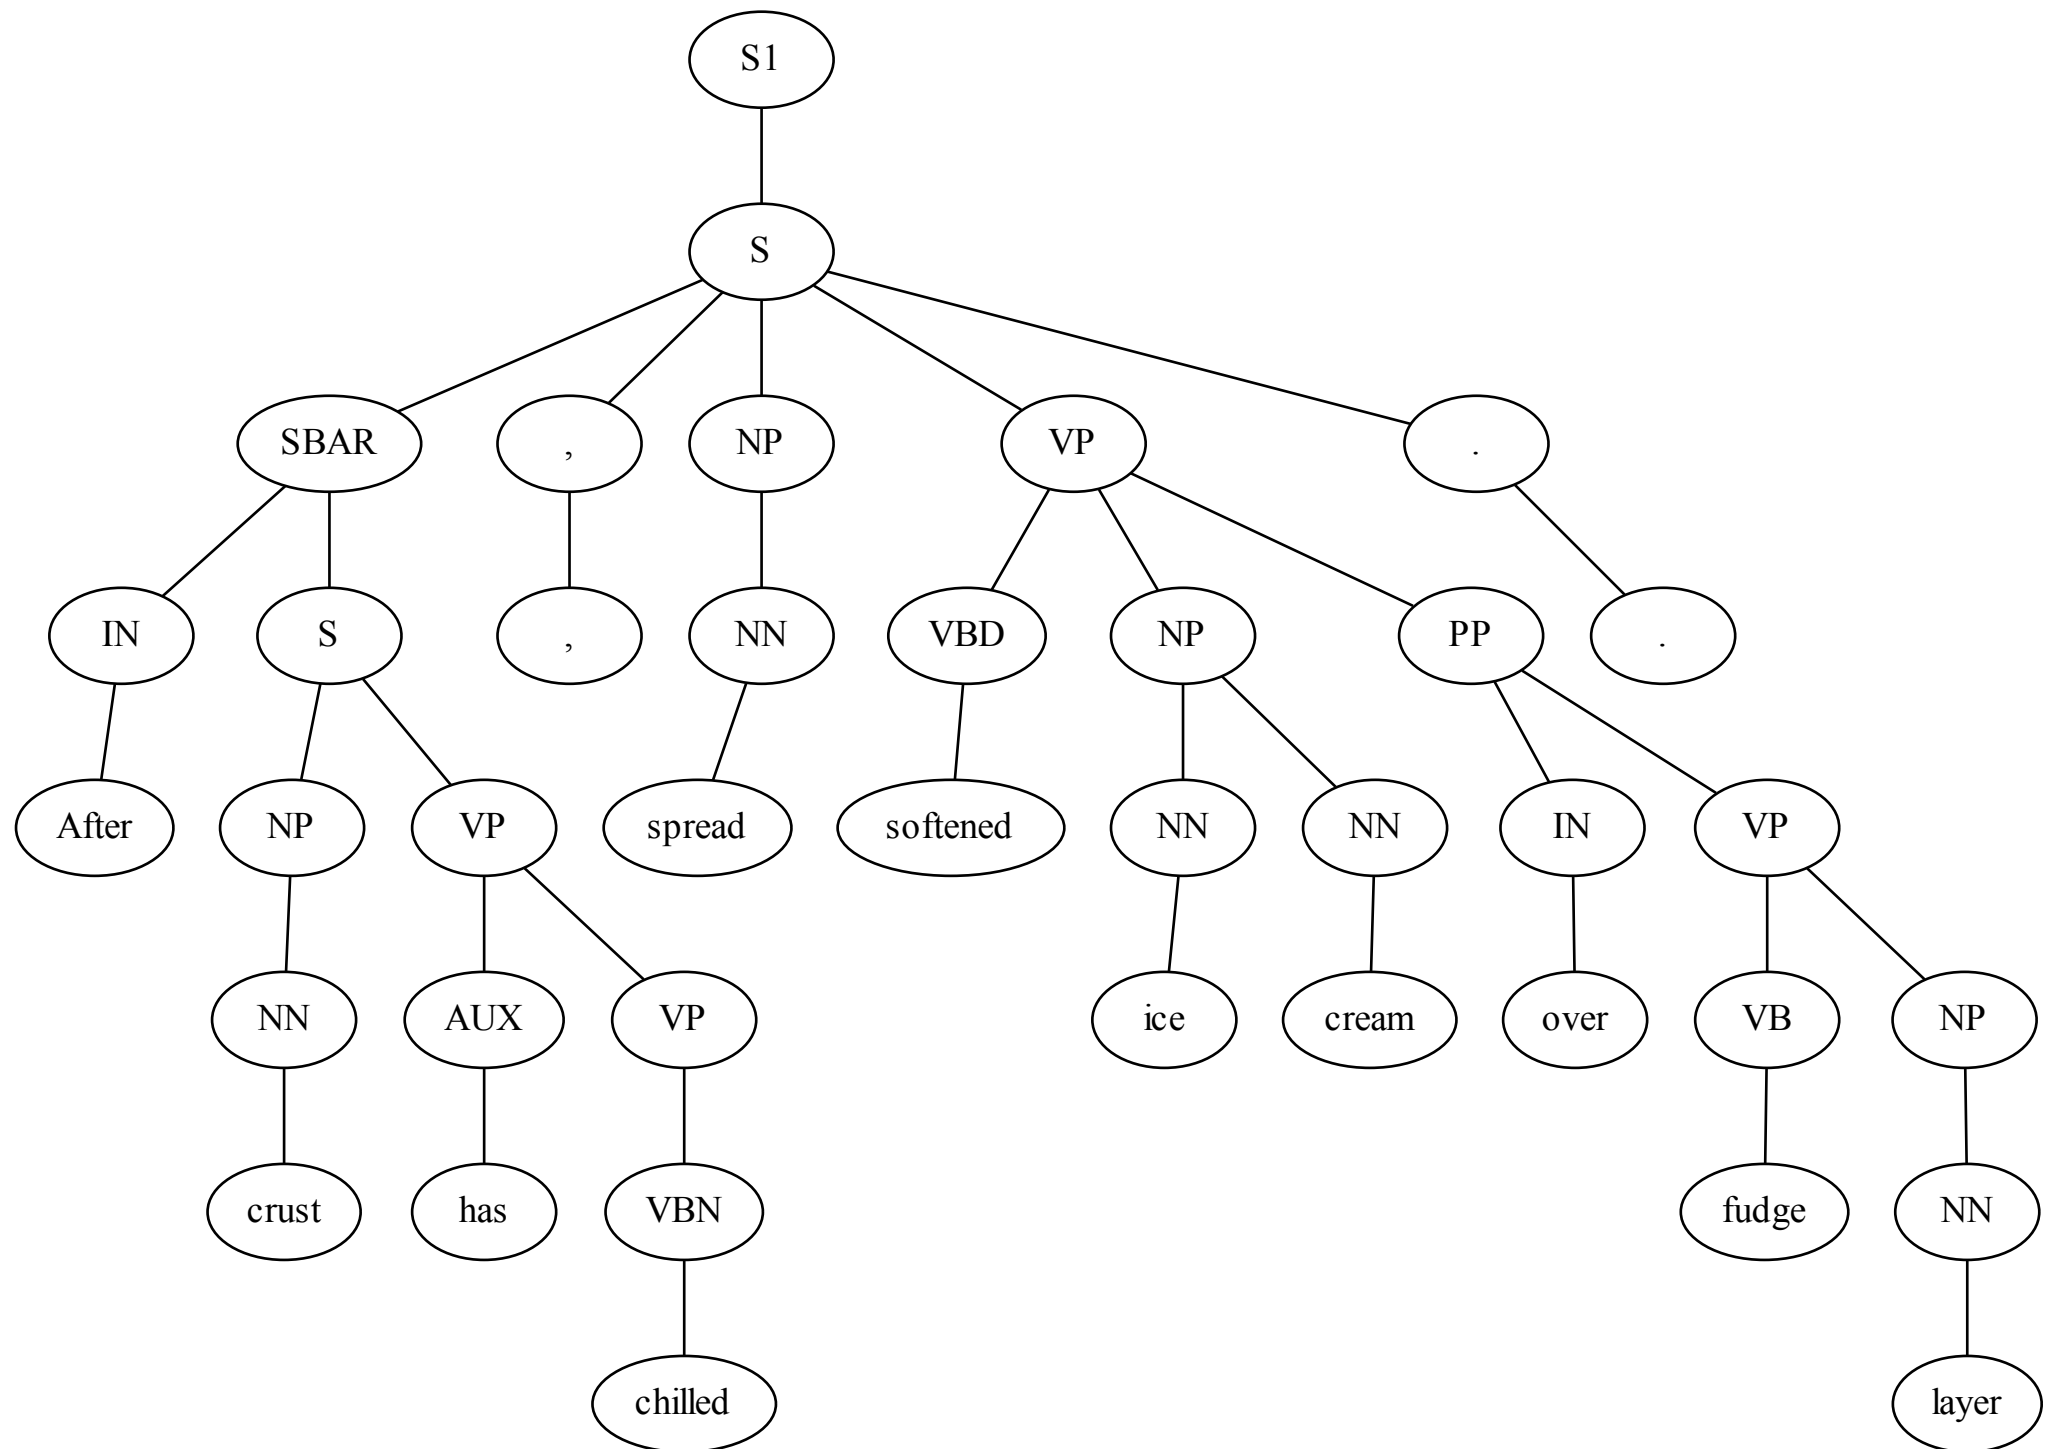 S1
S
SBAR , NP VP .
IN S , NN VBD NP PP .
After NP VP spread softened NN NN IN VP
NN AUX VP ice cream over VB NP
crust has VBN fudge NN
chilled layer